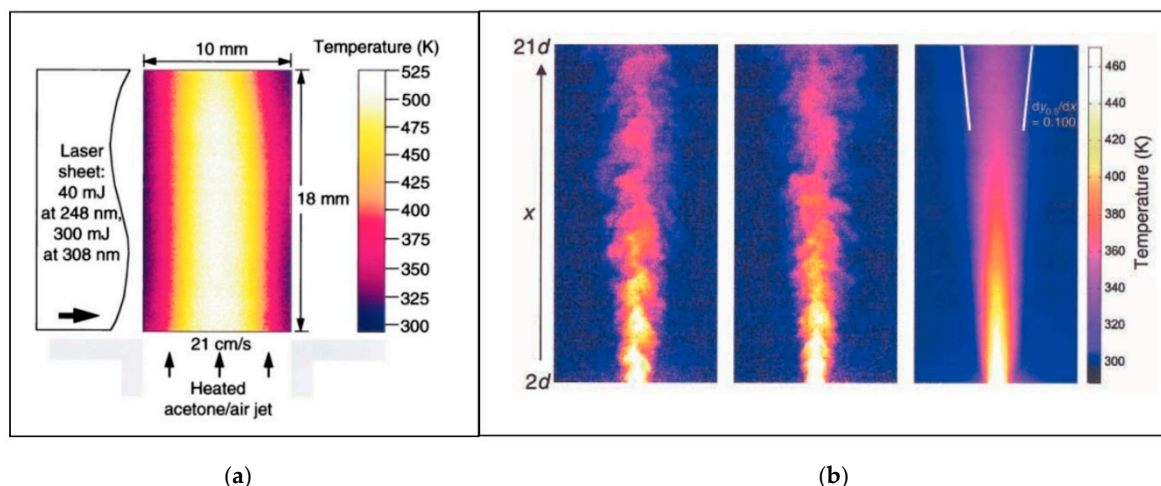 10 mm
Temperature (K)
525
500
475
450
425
400
375
350
325
300
Laser
sheet:
40 mJ
at 248 nm,
300 mJ
at 308 nm
18 mm
21 cm/s
Heated
acetone/air jet
(a)
21d
x
2d
dy0.5/dx
= 0.100
460
440
420
400
380
360
340
320
300
Temperature (K)
(b)